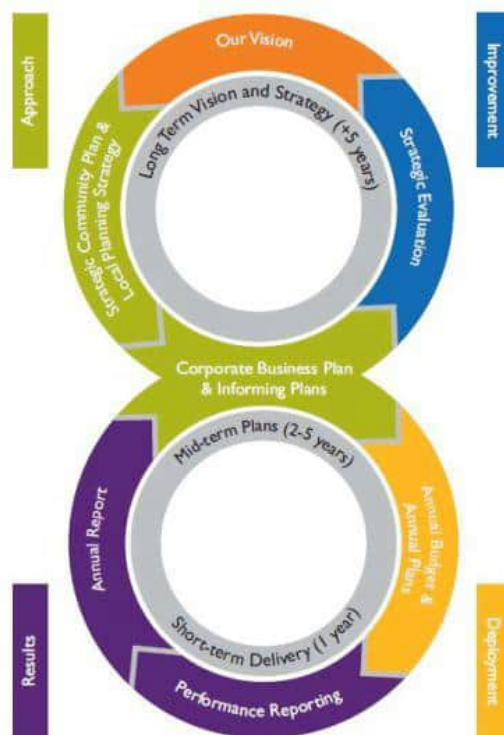 Approach
Improvement
Our Vision
Long Term Vision and Strategy (+5 years)
Strategic Community Plan &
Local Planning Strategy
Strategic Evaluation
Corporate Business Plan
& Informing Plans
Mid-term Plans (2-5 years)
Annual Report
Annual Budget &
Annual Plans
Short-term Delivery (1 year)
Performance Reporting
Results
Deployment